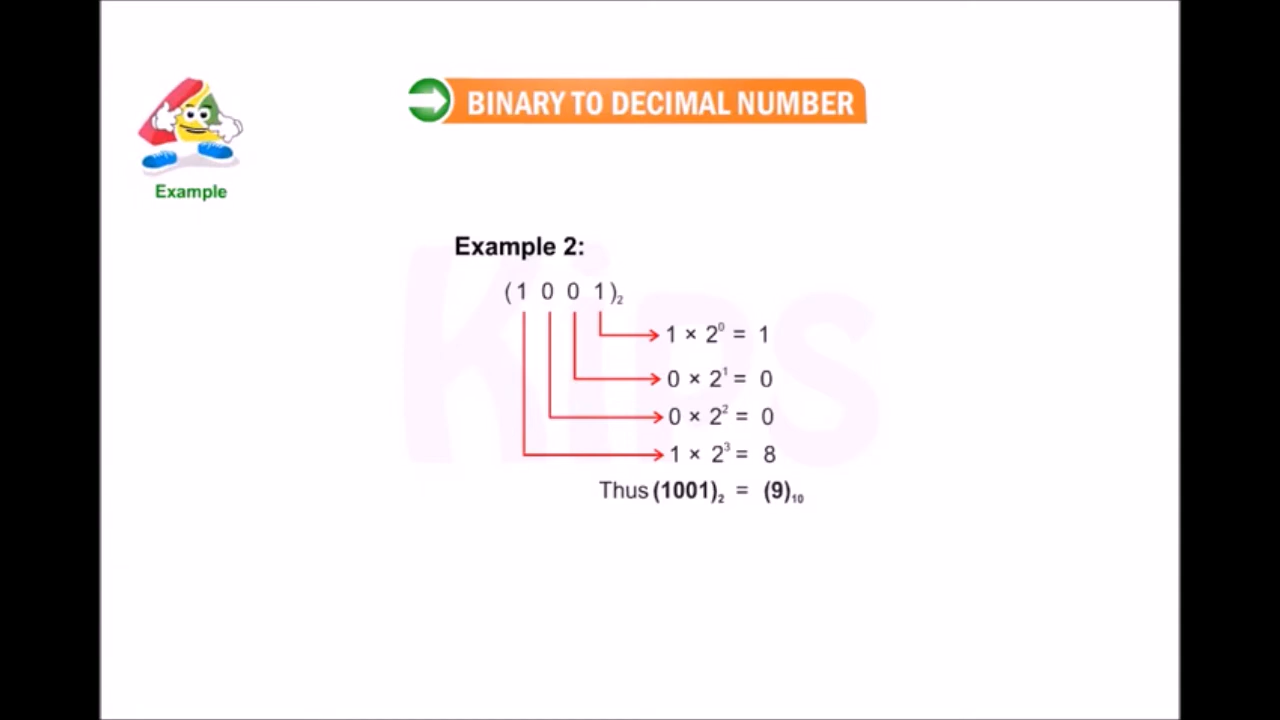 BINARY TO DECIMAL NUMBER
Example
Example 2:
(1 0 0 1)₂
1 × 2⁰ = 1
0 × 2¹ = 0
0 × 2² = 0
1 × 2³ = 8
Thus (1001)₂ = (9)₁₀
Kips